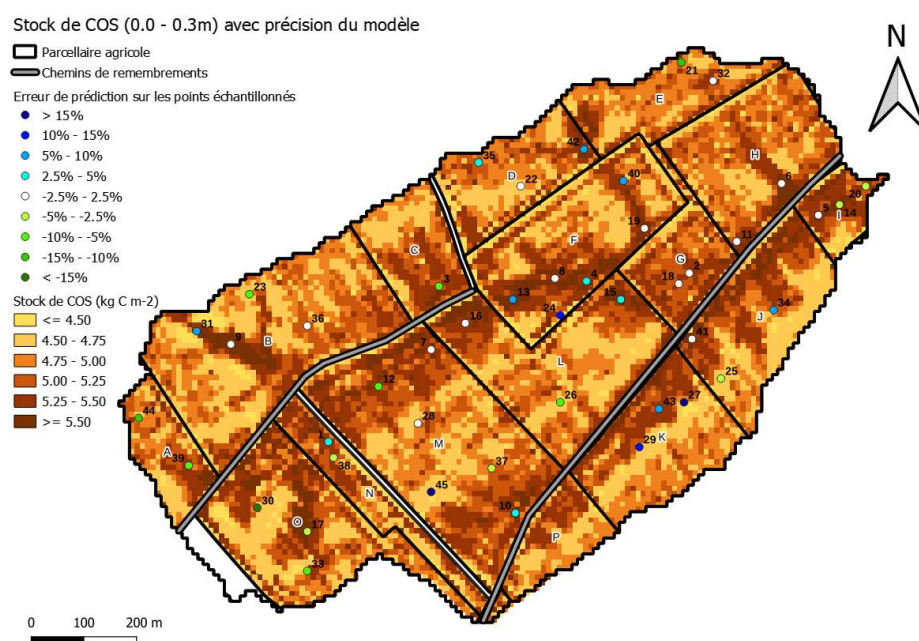 Stock de COS (0.0 - 0.3m) avec précision du modèle
Parcellaire agricole
Chemins de remembrements
Erreur de prédiction sur les points échantillonnés
> 15%
10% - 15%
5% - 10%
2.5% - 5%
-2.5% - 2.5%
-5% - -2.5%
-10% - -5%
-15% - -10%
< -15%
Stock de COS (kg C m-2)
<= 4.50
4.50 - 4.75
4.75 - 5.00
5.00 - 5.25
5.25 - 5.50
>= 5.50
0 100 200 m
N
21
32
E
42
35
D
22
40
H
6
20
5
I
14
19
11
C
F
G
2
18
8
4
3
13
15
24
34
J
23
36
16
31
9
B
7
41
L
25
12
26
27
43
44
28
K
M
29
1
A
39
38
37
N
45
30
10
O
17
P
33